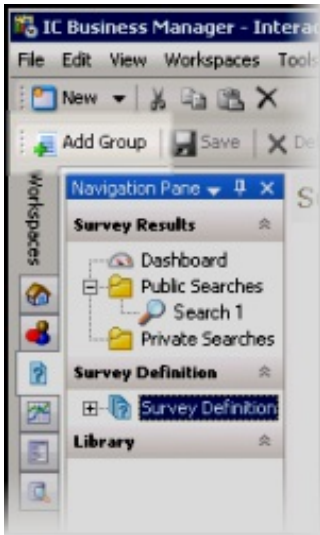 IC Business Manager - Intera
File Edit View Workspaces Tools
New
Add Group Save De
Workspaces
Navigation Pane
S
Survey Results
Dashboard
Public Searches
Search 1
Private Searches
Survey Definition
Survey Definition
Library